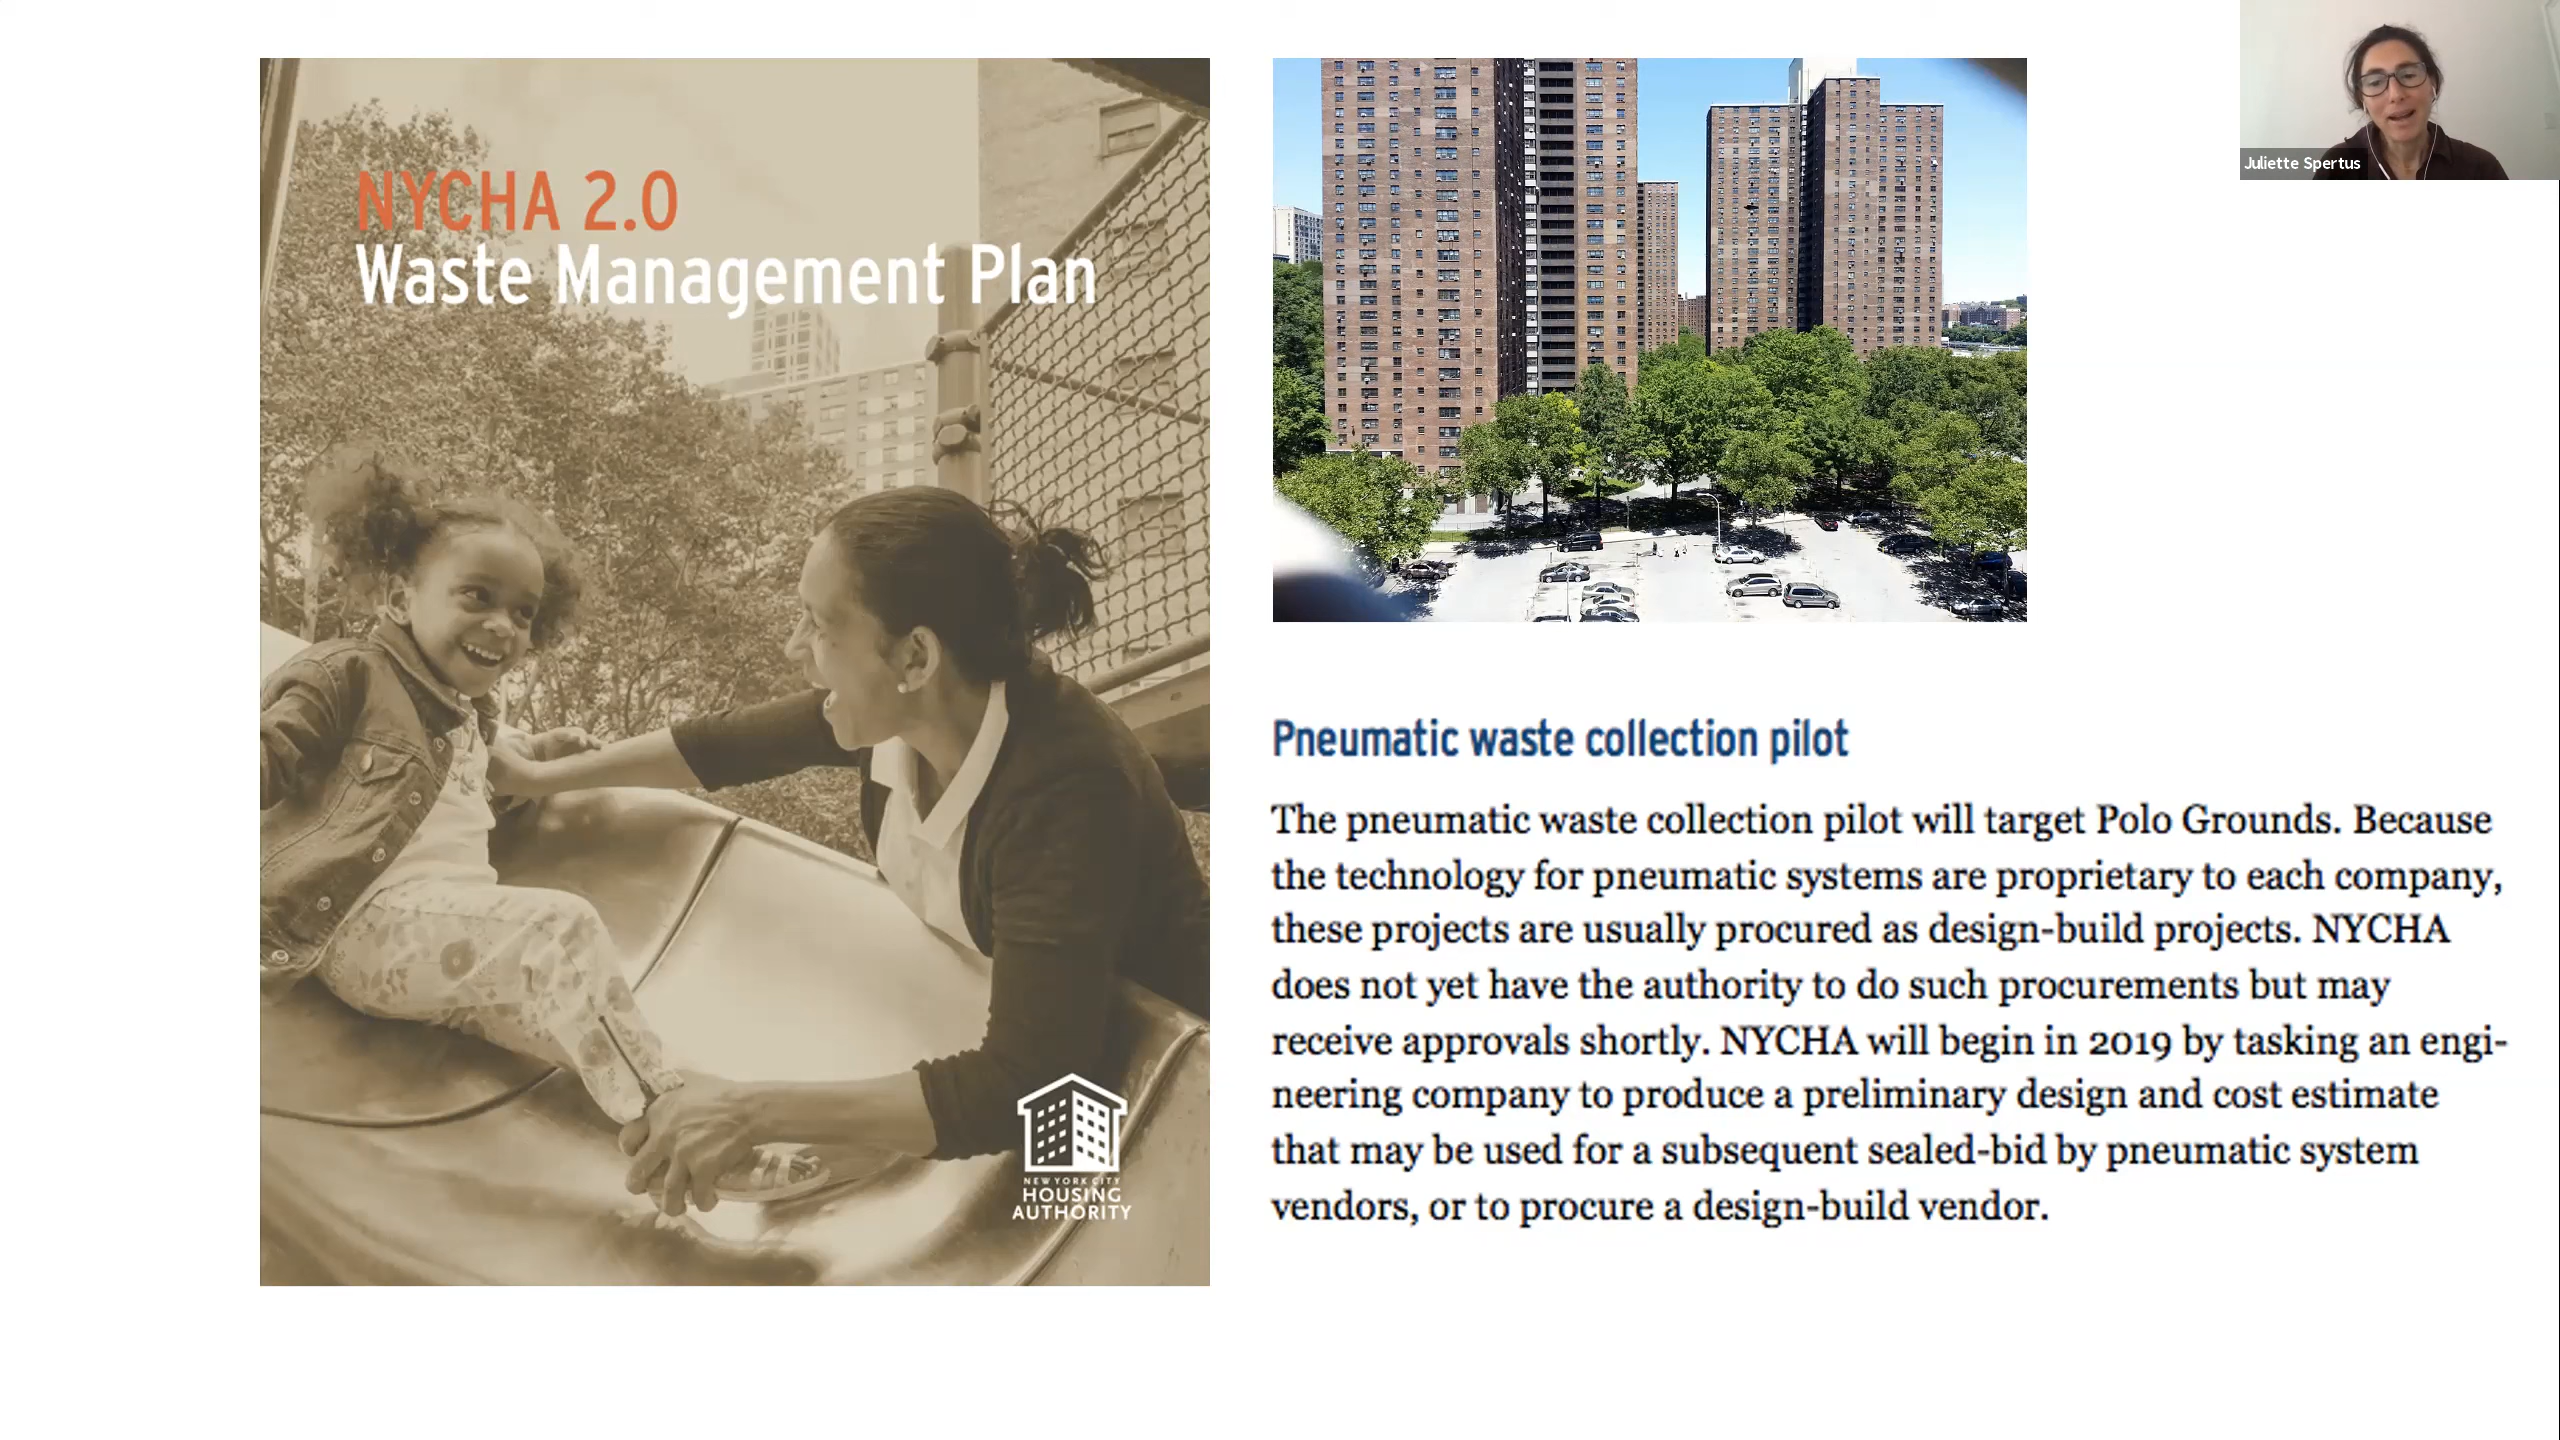 NYCHA 2.0
Waste Management Plan
NEW YORK CITY
HOUSING
AUTHORITY
Juliette Spertus
Pneumatic waste collection pilot
The pneumatic waste collection pilot will target Polo Grounds. Because
the technology for pneumatic systems are proprietary to each company,
these projects are usually procured as design-build projects. NYCHA
does not yet have the authority to do such procurements but may
receive approvals shortly. NYCHA will begin in 2019 by tasking an engi-
neering company to produce a preliminary design and cost estimate
that may be used for a subsequent sealed-bid by pneumatic system
vendors, or to procure a design-build vendor.